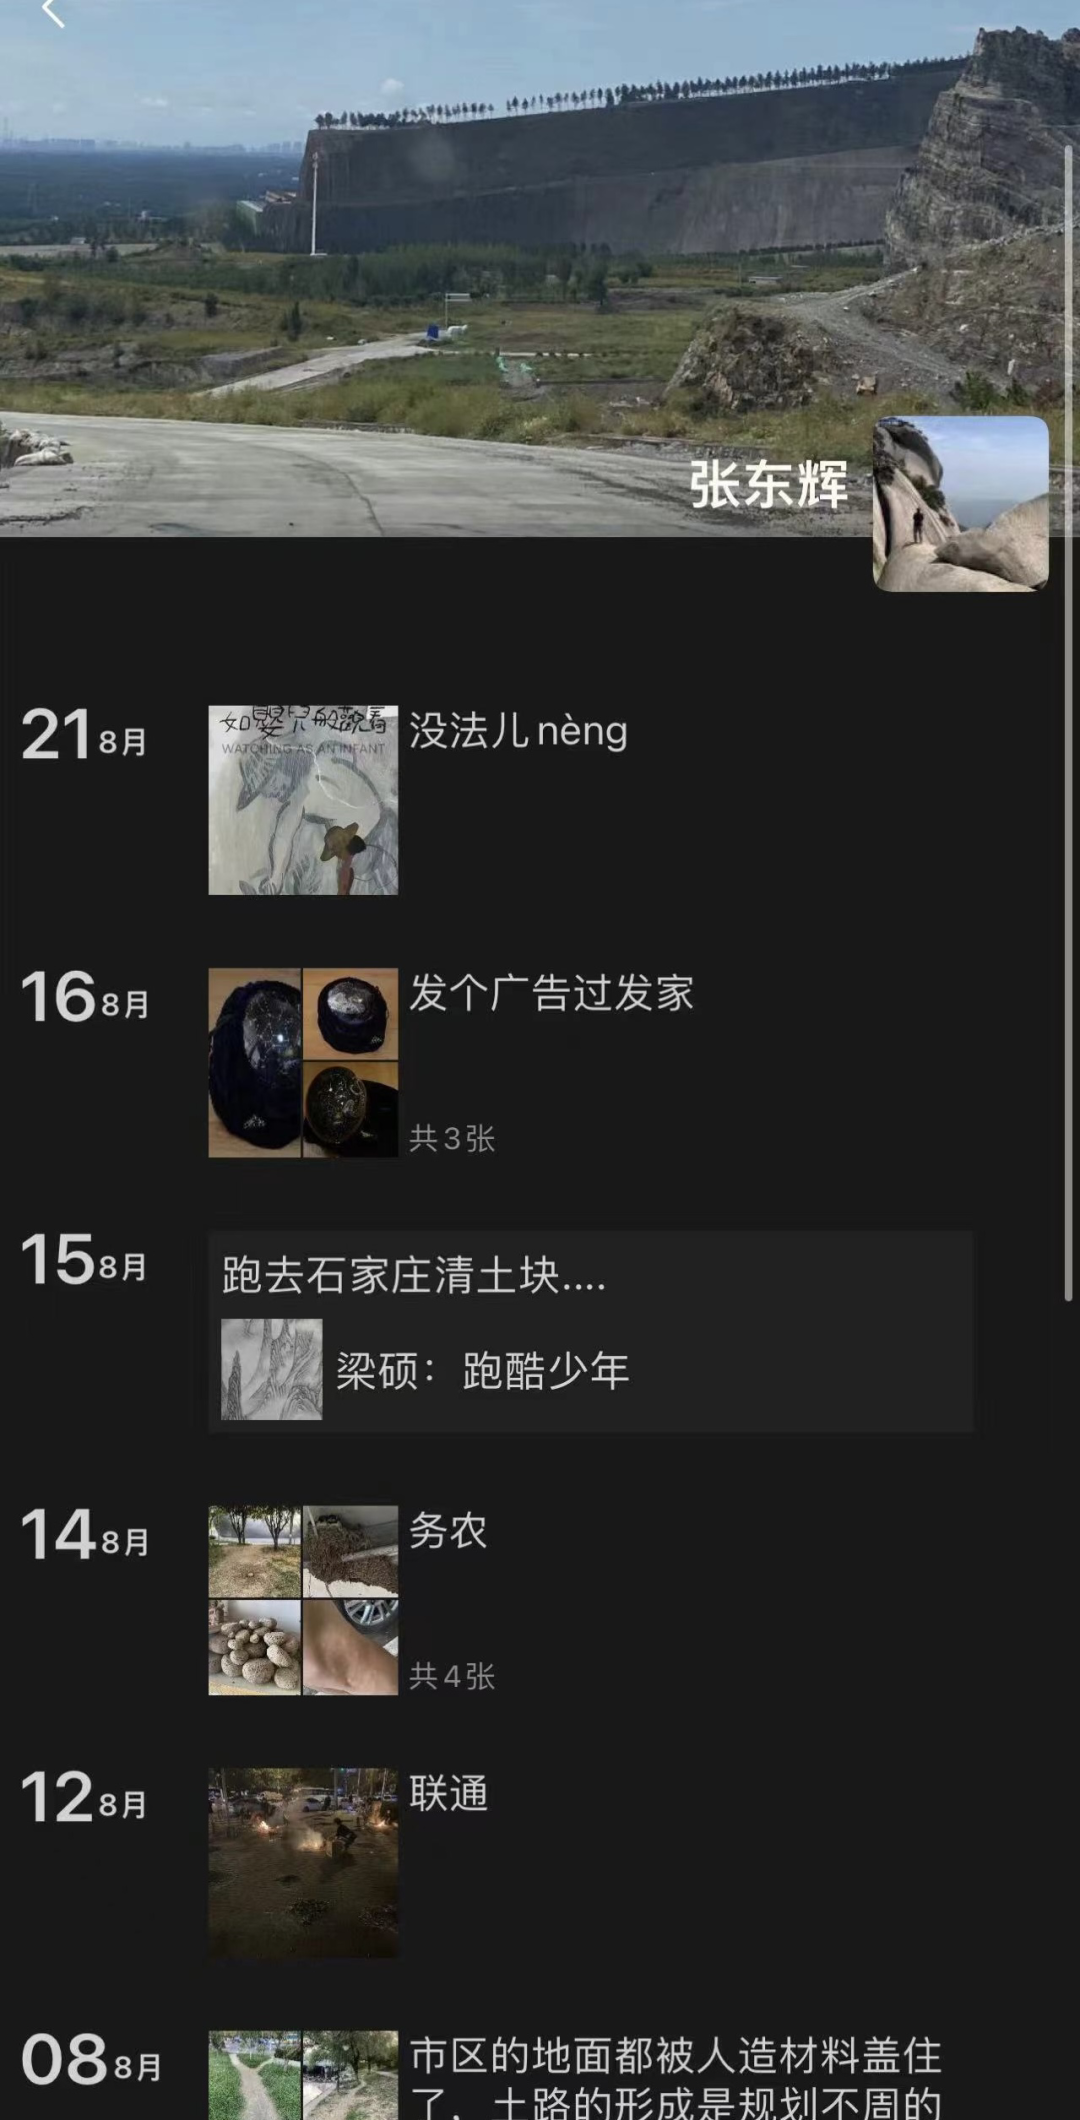 张东辉
21 8月
如婴儿般觀看
WATCHING AS AN INFANT
没法儿nèng
16 8月
发个广告过发家
共3张
15 8月
跑去石家庄清土块....
梁硕：跑酷少年
14 8月
务农
共4张
12 8月
联通
08 8月
市区的地面都被人造材料盖住
了，土路的形成是规划不周的